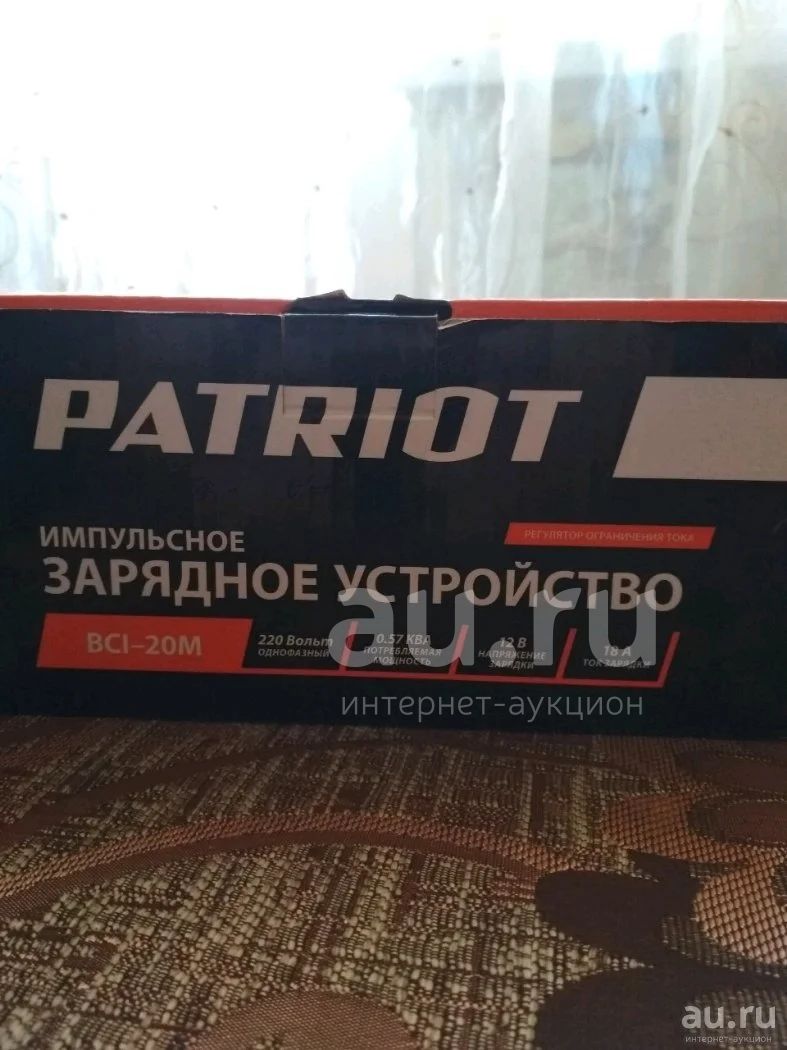 PATRIOT
РЕГУЛЯТОР ОГРАНИЧЕНИЯ ТОКА
ИМПУЛЬСНОЕ
ЗАРЯДНОЕ УСТРОЙСТВО
BCI-20M
220 Вольт
ОДНОФАЗНЫЙ
0.57 КВА
ПОТРЕБЛЯЕМАЯ
МОЩНОСТЬ
12 В
НАПРЯЖЕНИЕ
ЗАРЯДКИ
18 А
ТОК ЗАРЯДКИ
au.ru
интернет-аукцион
au.ru
интернет-аукцион